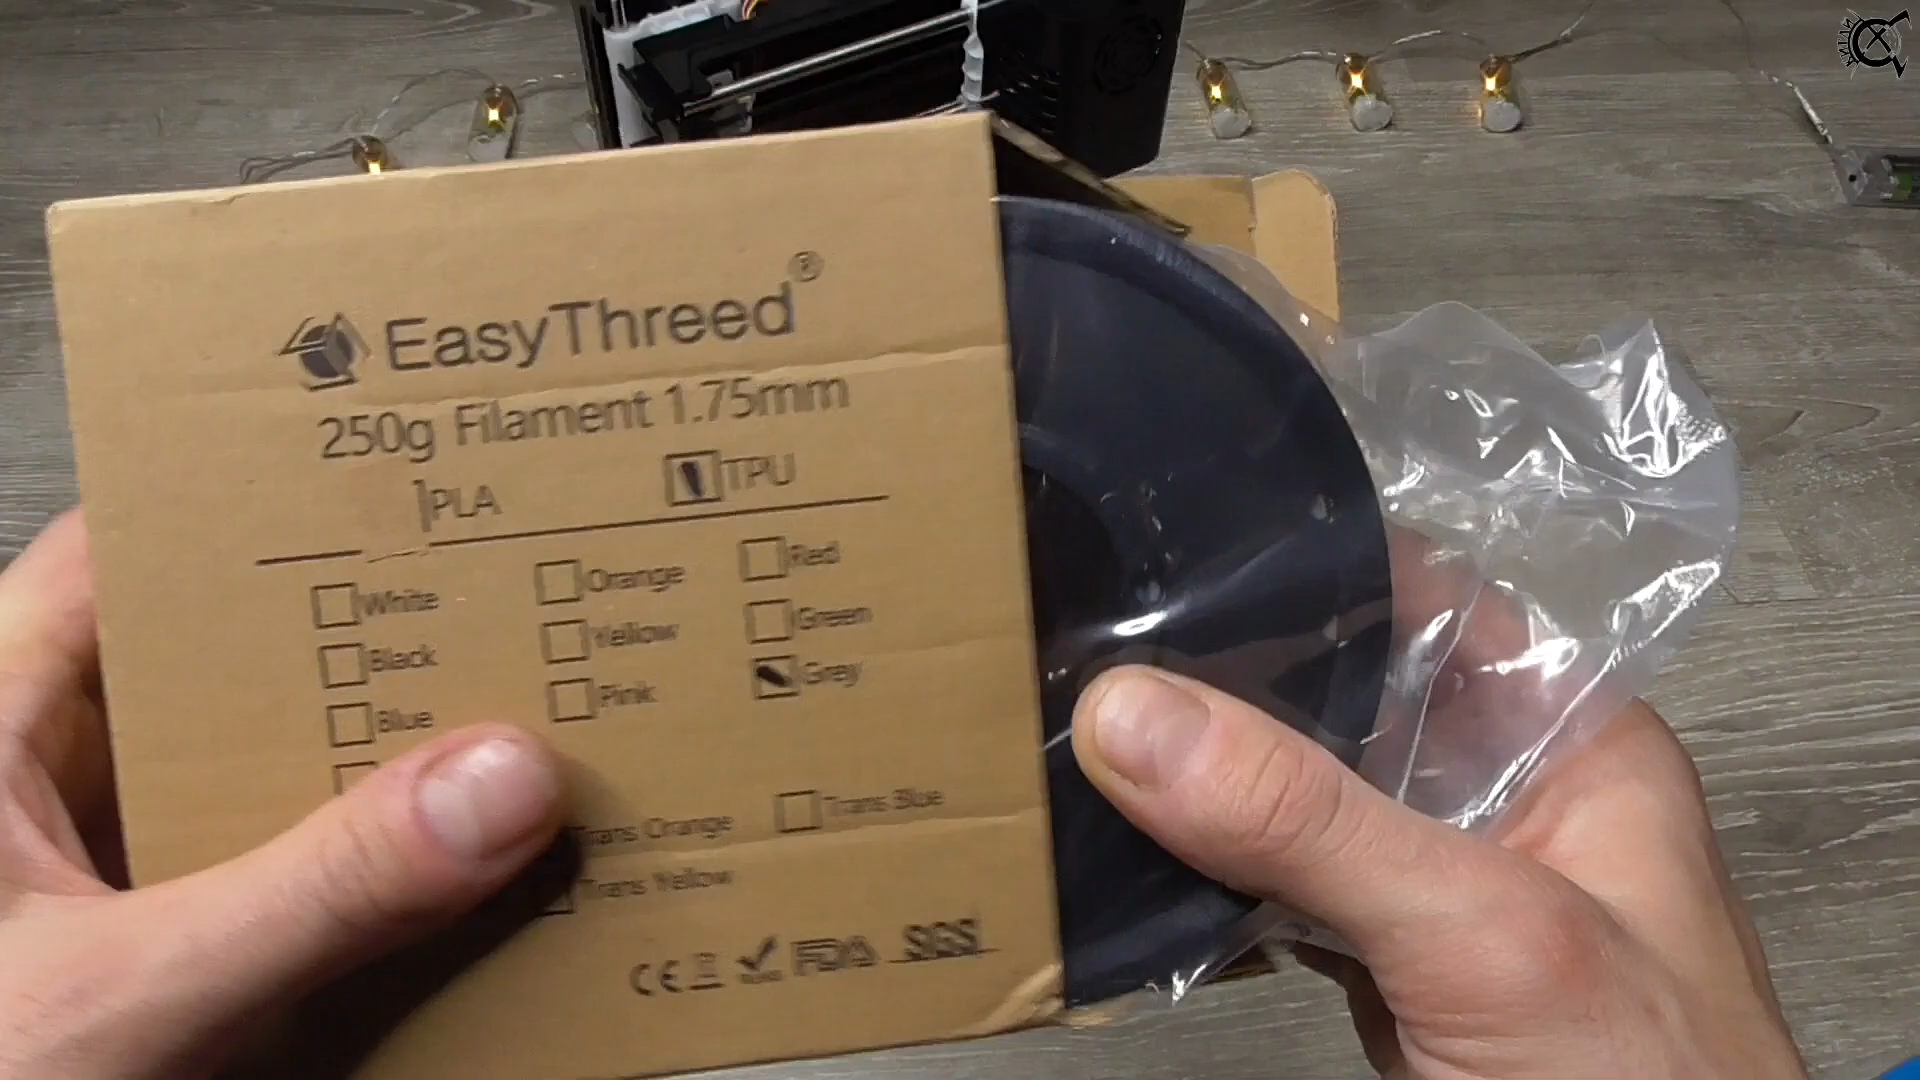 EasyThreed®
250g Filament 1.75mm
PLA TPU
White Orange Red
Black Yellow Green
Blue Pink Grey
Trans Orange Trans Blue
Trans Yellow
CE FDA SGS